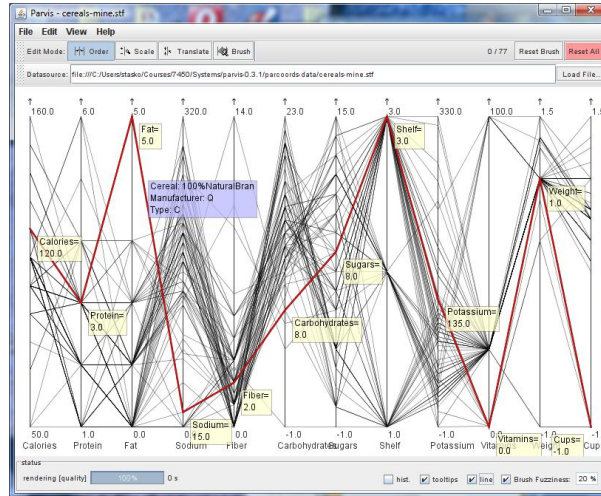 Parvis - cereals-mine.stf
File Edit View Help
Edit Mode: Order Scale Translate Brush 0 / 77 Reset Brush Reset All
Datasource: file:///C:/Users/stasko/Courses/7450/Systems/parvis-0.3.1/parcoords-data/cereals-mine.stf Load File...
160.0 6.0 5.0 320.0 14.0 23.0 15.0 3.0 330.0 100.0 1.5 1.5
Fat=
5.0
Shelf=
3.0
Cereal: 100%NaturalBran
Manufacturer: Q
Type: C
Weight=
1.0
Calories=
120.0
Sugars=
8.0
Protein=
3.0
Potassium=
135.0
Carbohydrates=
8.0
Fiber=
2.0
Sodium=
15.0
Vitamins=
0.0
Cups=
-1.0
50.0 1.0 0.0 0.0 -1.0 -1.0 1.0 -1.0 0.0
Calories Protein Fat Sodium Fiber Carbohydrates Sugars Shelf Potassium Cup
status
rendering [quality] 100% 0 s hist. tooltips line Brush Fuzziness: 20 %